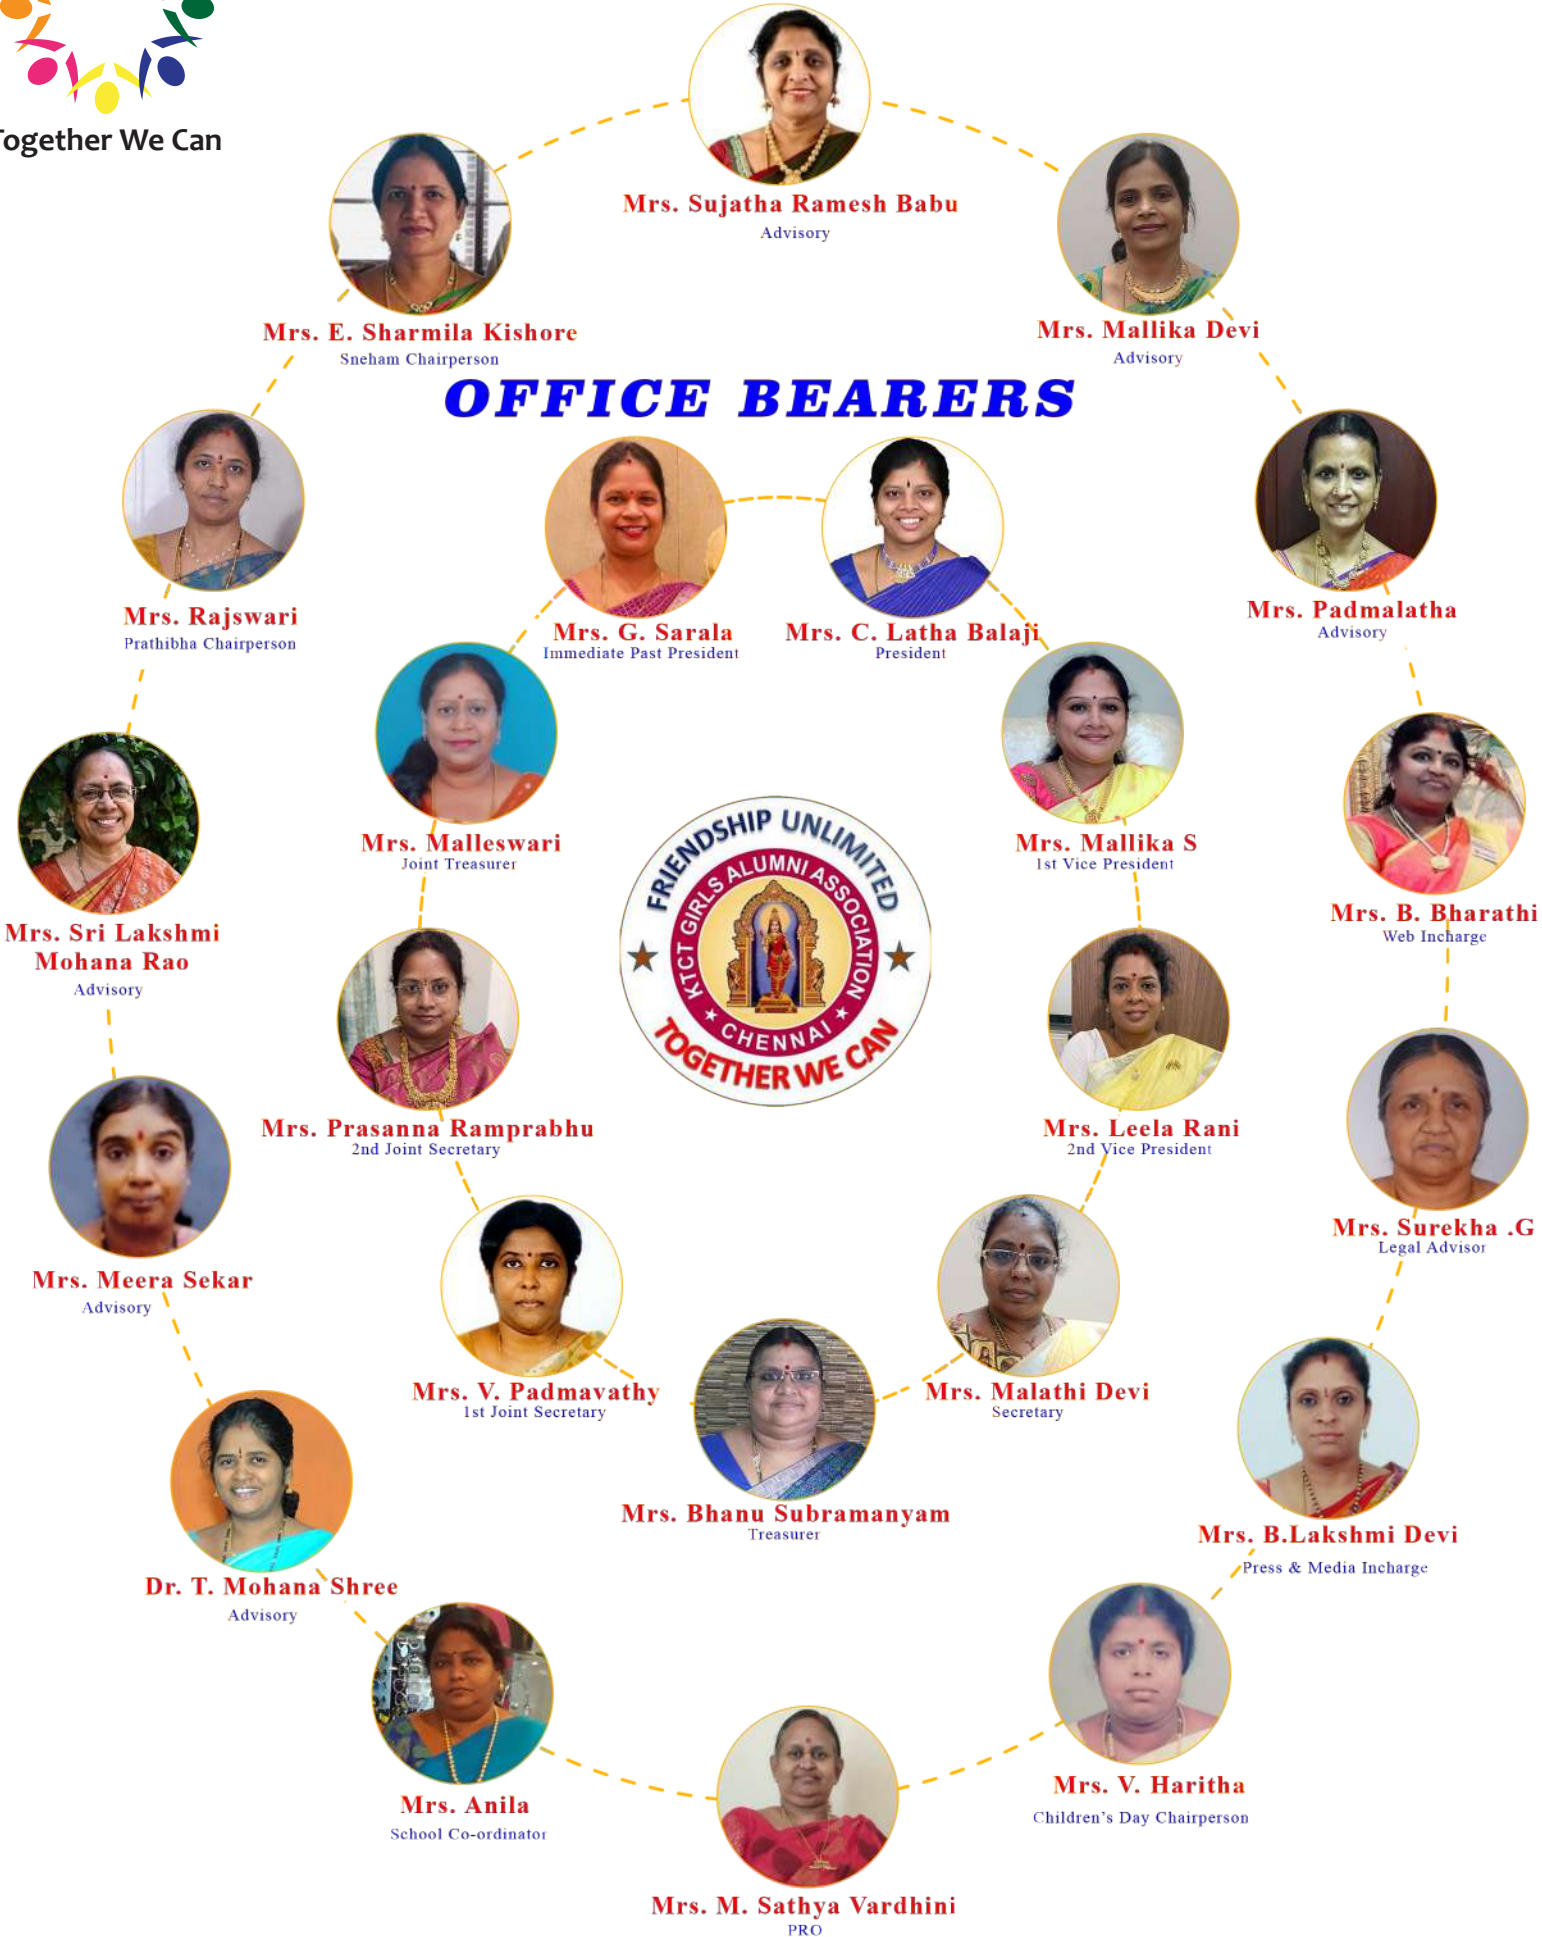 Together We Can
Mrs. Sujatha Ramesh Babu
Advisory
Mrs. E. Sharmila Kishore
Sneham Chairperson
Mrs. Mallika Devi
Advisory
OFFICE BEARERS
Mrs. Rajswari
Prathibha Chairperson
Mrs. G. Sarala
Immediate Past President
Mrs. C. Latha Balaji
President
Mrs. Padmalatha
Advisory
Mrs. Malleswari
Joint Treasurer
Mrs. Mallika S
1st Vice President
Mrs. Sri Lakshmi
Mohana Rao
Advisory
FRIENDSHIP UNLIMITED
KTCT GIRLS ALUMNI ASSOCIATION
CHENNAI
TOGETHER WE CAN
Mrs. B. Bharathi
Web Incharge
Mrs. Prasanna Ramprabhu
2nd Joint Secretary
Mrs. Leela Rani
2nd Vice President
Mrs. Surekha .G
Legal Advisor
Mrs. Meera Sekar
Advisory
Mrs. V. Padmavathy
1st Joint Secretary
Mrs. Malathi Devi
Secretary
Mrs. Bhanu Subramanyam
Treasurer
Mrs. B.Lakshmi Devi
Press & Media Incharge
Dr. T. Mohana Shree
Advisory
Mrs. Anila
School Co-ordinator
Mrs. V. Haritha
Children's Day Chairperson
Mrs. M. Sathya Vardhini
PRO